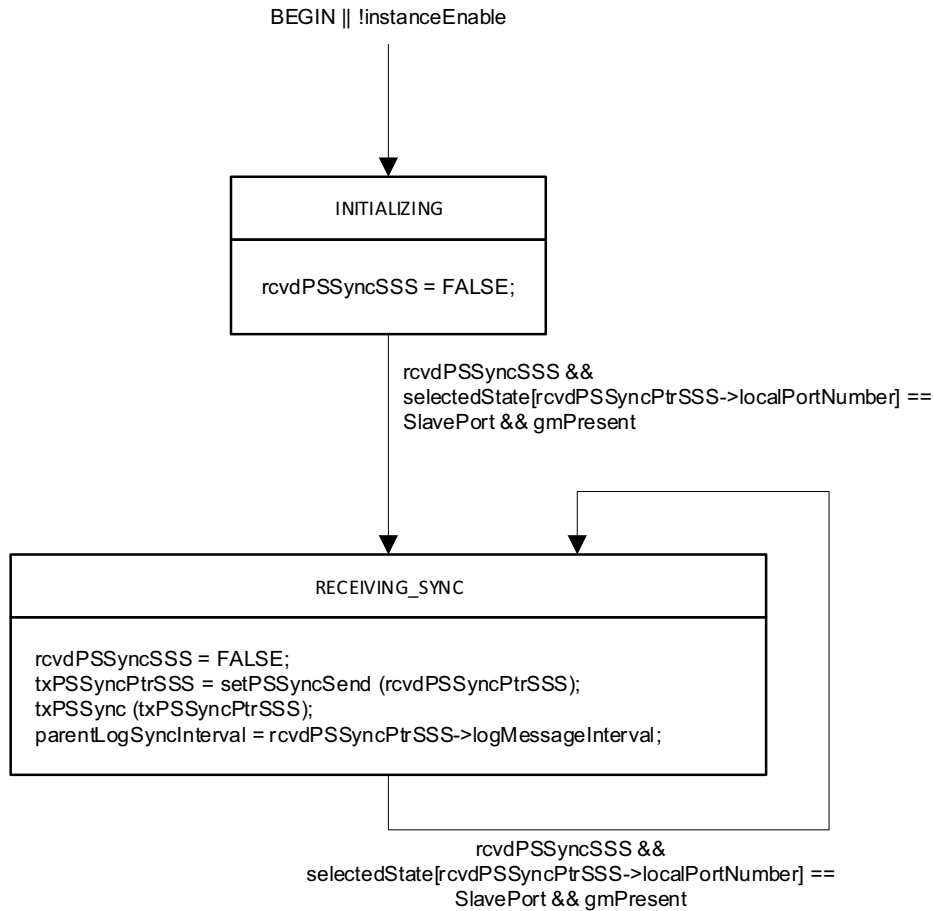 BEGIN || !instanceEnable
INITIALIZING
rcvdPSSyncSSS = FALSE;
rcvdPSSyncSSS &&
selectedState[rcvdPSSyncPtrSSS->localPortNumber] ==
SlavePort && gmPresent
RECEIVING_SYNC
rcvdPSSyncSSS = FALSE;
txPSSyncPtrSSS = setPSSyncSend (rcvdPSSyncPtrSSS);
txPSSync (txPSSyncPtrSSS);
parentLogSyncInterval = rcvdPSSyncPtrSSS->logMessageInterval;
rcvdPSSyncSSS &&
selectedState[rcvdPSSyncPtrSSS->localPortNumber] ==
SlavePort && gmPresent